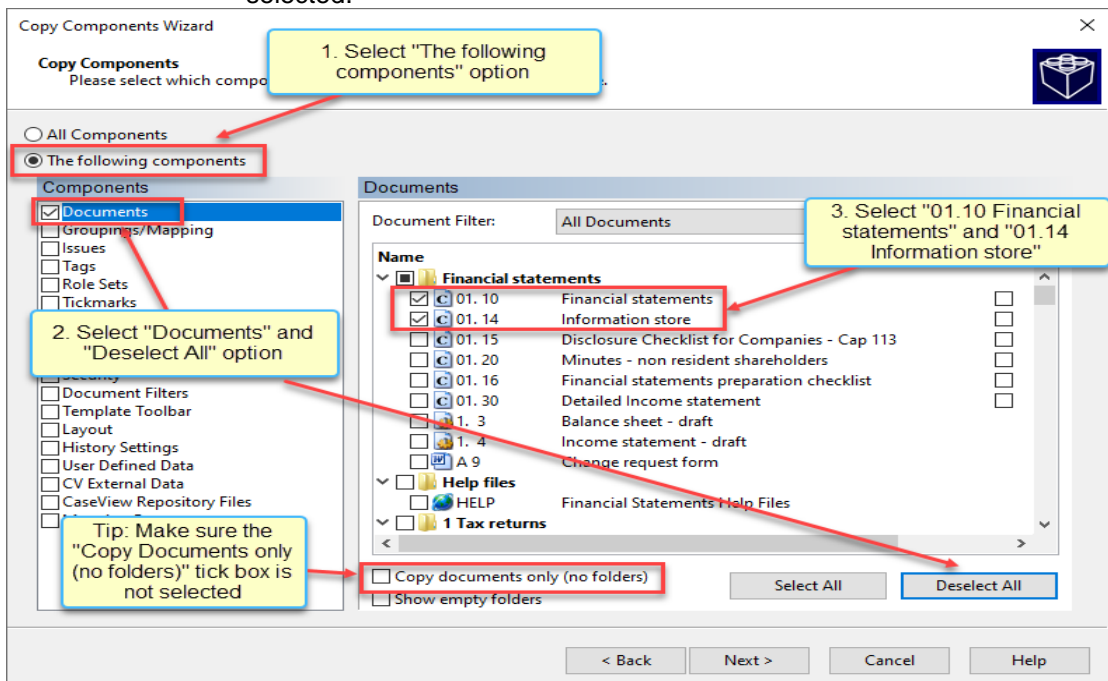 selected.
Copy Components Wizard
Copy Components
Please select which compo
1. Select "The following
components" option
All Components
The following components
Components
Documents
Groupings/Mapping
Issues
Tags
Role Sets
Tickmarks
2. Select "Documents" and
"Deselect All" option
Document Filters
Template Toolbar
Layout
History Settings
User Defined Data
CV External Data
CaseView Repository Files
Tip: Make sure the
"Copy Documents only
(no folders)" tick box is
not selected
Documents
Document Filter: All Documents
3. Select "01.10 Financial
statements" and "01.14
Information store"
Name
Financial statements
01. 10 Financial statements
01. 14 Information store
01. 15 Disclosure Checklist for Companies - Cap 113
01. 20 Minutes - non resident shareholders
01. 16 Financial statements preparation checklist
01. 30 Detailed Income statement
1. 3 Balance sheet - draft
1. 4 Income statement - draft
A 9 Change request form
Help files
HELP Financial Statements Help Files
1 Tax returns
Copy documents only (no folders)
Show empty folders
Select All
Deselect All
< Back
Next >
Cancel
Help